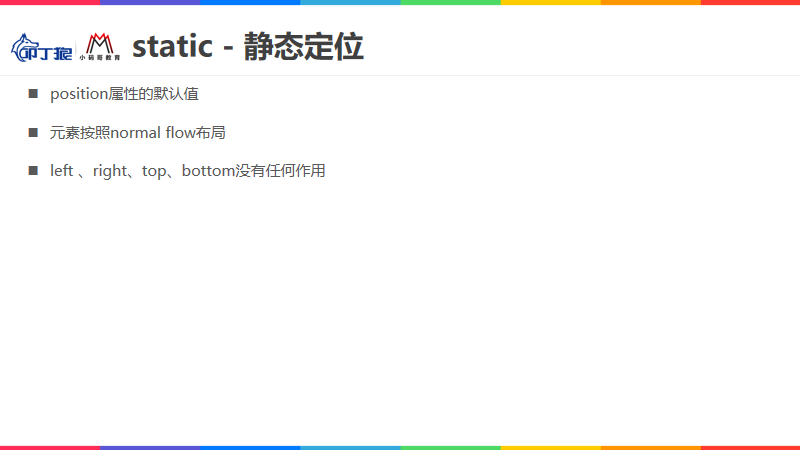 叩丁狼 小码哥教育 static - 静态定位
■ position属性的默认值
■ 元素按照normal flow布局
■ left 、right、top、bottom没有任何作用